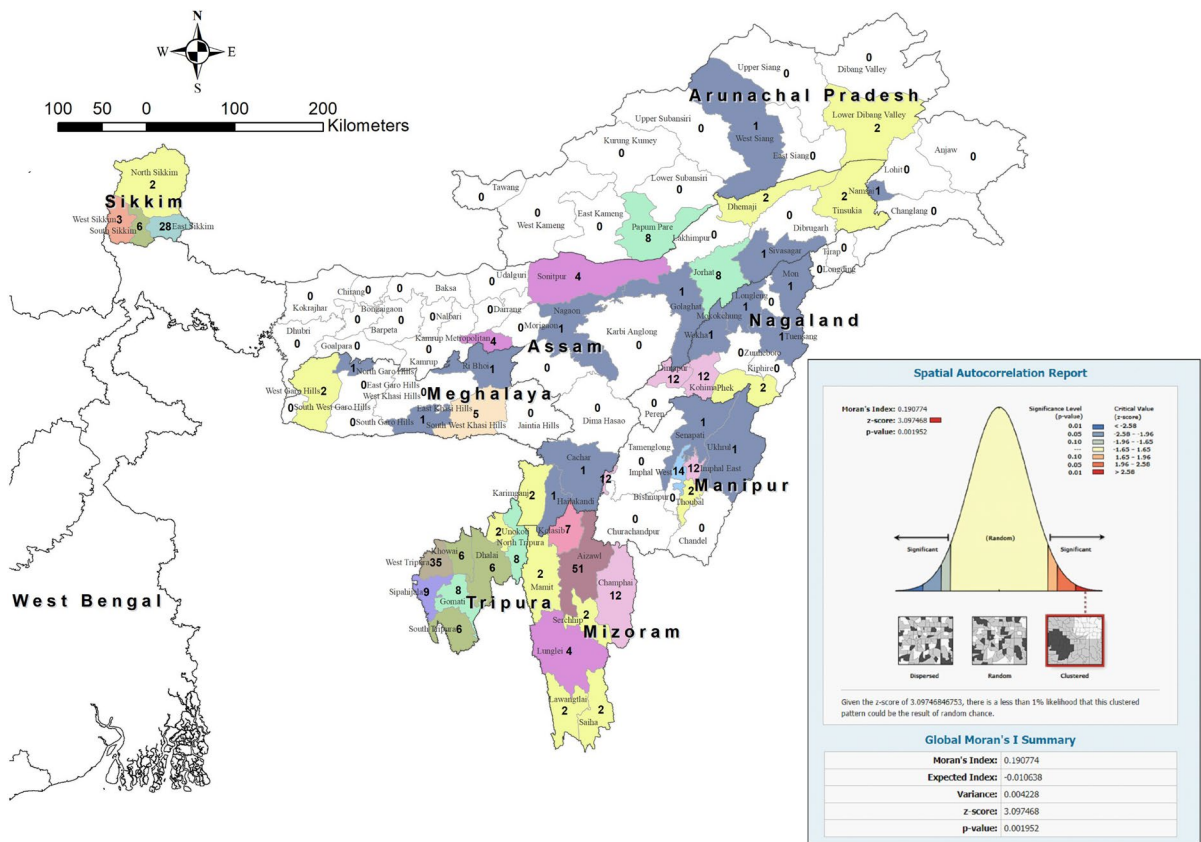 N
W
E
S
100 50 0 100 200
Kilometers
0
Upper Siang 0
Dibang Valley
Arunachal Pradesh
Lower Dibang Valley
2
Upper Subansiri
0
1
West Siang
Kurung Kumey
0
East Siang 0
Anjaw
0
Lohit 0
North Sikkim
2
Sikkim
West Sikkim 3
South Sikkim 6
28 East Sikkim
Tawang
0
Lower Subansiri
0
2
Dhemaji
2
Namsai
1
Tinsukia
Changlang 0
East Kameng
0
West Kameng
0
Papum Pare
8
Lakhimpur 0
0
Dibrugarh
Tirap
0
0 Longding
Sivasagar
1
Jorhat 8
Mon
1
Sonitpur 4
Udalguri
0
Baksa
0
Chirang
0
Kokrajhar
0
Bongaigaon
0
Nalbari
0
Darrang
0
Barpeta
0
Dhubri
0
Goalpara
0
Morigaon
0
Nagaon
1
Golaghat
1
Longleng
1
Mokokchung
Nagaland
Wokha 1
1 Tuensang
Karbi Anglong
0
Zunheboto
0
Kiphire 0
Kamrup Metropolitan 4
Kamrup
0
Assam
Ri Bhoi 1
Meghalaya
North Garo Hills
1
West Garo Hills 2
East Garo Hills
0
West Khasi Hills
0
South West Garo Hills
0
South Garo Hills
0
East Khasi Hills
1
5
South West Khasi Hills
0
0
Jaintia Hills
0
Dima Hasao
Dimapur
12
12
Kohima
Phek 2
Peren
0
Senapati
1
Ukhrul
1
Tamenglong
0
Imphal West
14
12
Imphal East
Manipur
Bishnupur 0
2
Thoubal
0
Churachandpur
0
Chandel
Cachar
1
12
Karimganj 2
1
Hailakandi
Kolasib 7
2
Unokoti
North Tripura
8
Khowai
6
Dhalai
6
West Tripura 35
Sipahijala 9
8
Gomati
Tripura
South Tripura 6
Aizawl
51
2
Mamit
Champhai
12
2
Serchhip
Mizoram
Lunglei 4
Lawangtlai
2
2
Saiha
West Bengal
Spatial Autocorrelation Report
Moran's Index: 0.190774
z-score: 3.097468
p-value: 0.001952
Significance Level
(p-value)
Critical Value
(z-score)
0.01 < -2.58
0.05 -2.58 - -1.96
0.10 -1.96 - -1.65
--- -1.65 - 1.65
0.10 1.65 - 1.96
0.05 1.96 - 2.58
0.01 > 2.58
(Random)
Significant
Significant
Dispersed
Random
Clustered
Given the z-score of 3.09746846753, there is a less than 1% likelihood that this clustered
pattern could be the result of random chance.
Global Moran's I Summary
Moran's Index: 0.190774
Expected Index: -0.010638
Variance: 0.004228
z-score: 3.097468
p-value: 0.001952